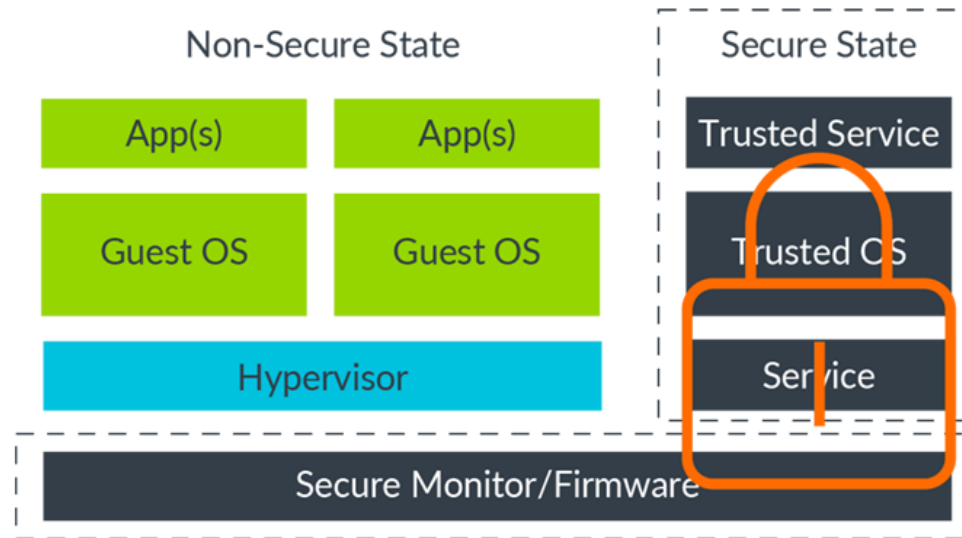 Non-Secure State
Secure State
App(s)
App(s)
Trusted Service
Guest OS
Guest OS
Trusted OS
Hypervisor
Service
Secure Monitor/Firmware